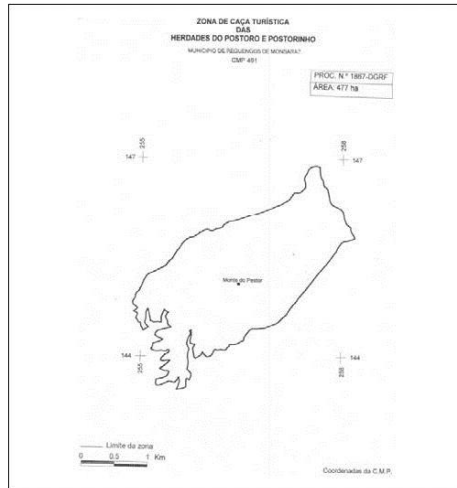 ZONA DE CAÇA TURÍSTICA
DAS
HERDADES DO POSTORO E POSTORINHO
MUNICIPIO DE REGUENGOS DE MONSARAZ
CMP 491
PROC. N.º 1867-DGRF
ÁREA: 477 ha
255
147
258
147
Monte do Pastor
144
255
144
258
Limite da zona
0 0.5 1 Km
Coordenadas da C.M.P.